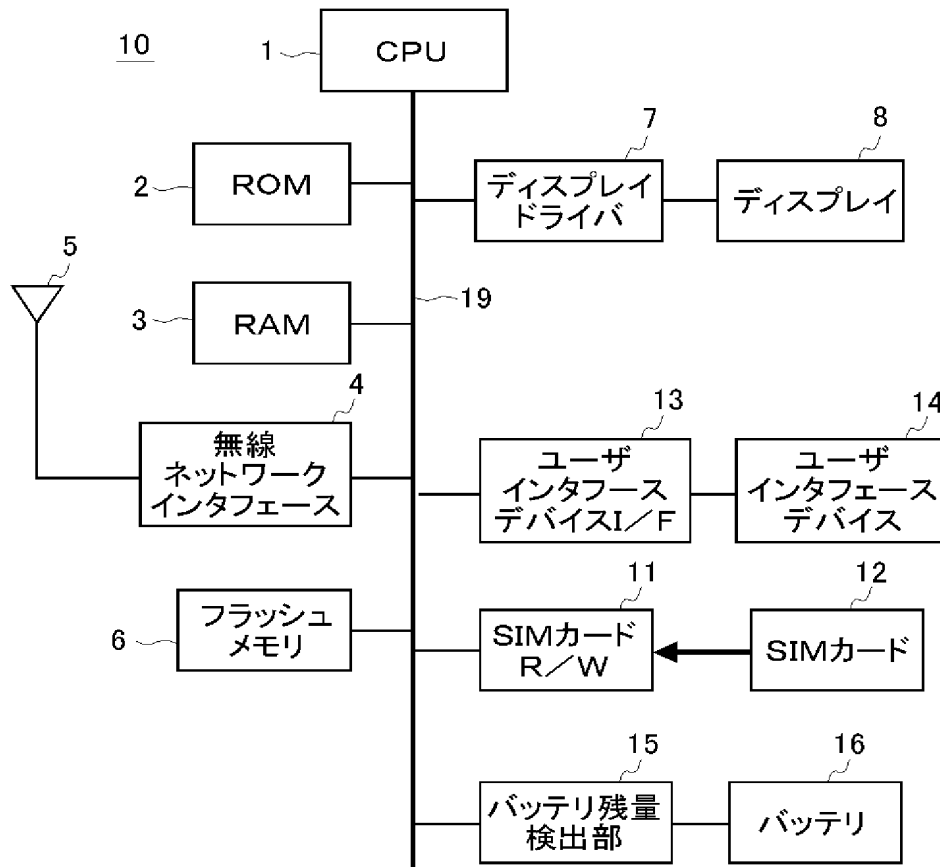 10
1
CPU
2
ROM
7
ディスプレイ
ドライバ
8
ディスプレイ
5
3
RAM
19
4
無線
ネットワーク
インタフェース
13
ユーザ
インタフース
デバイスI/F
14
ユーザ
インタフェース
デバイス
6
フラッシュ
メモリ
11
SIMカード
R/W
12
SIMカード
15
バッテリ残量
検出部
16
バッテリ